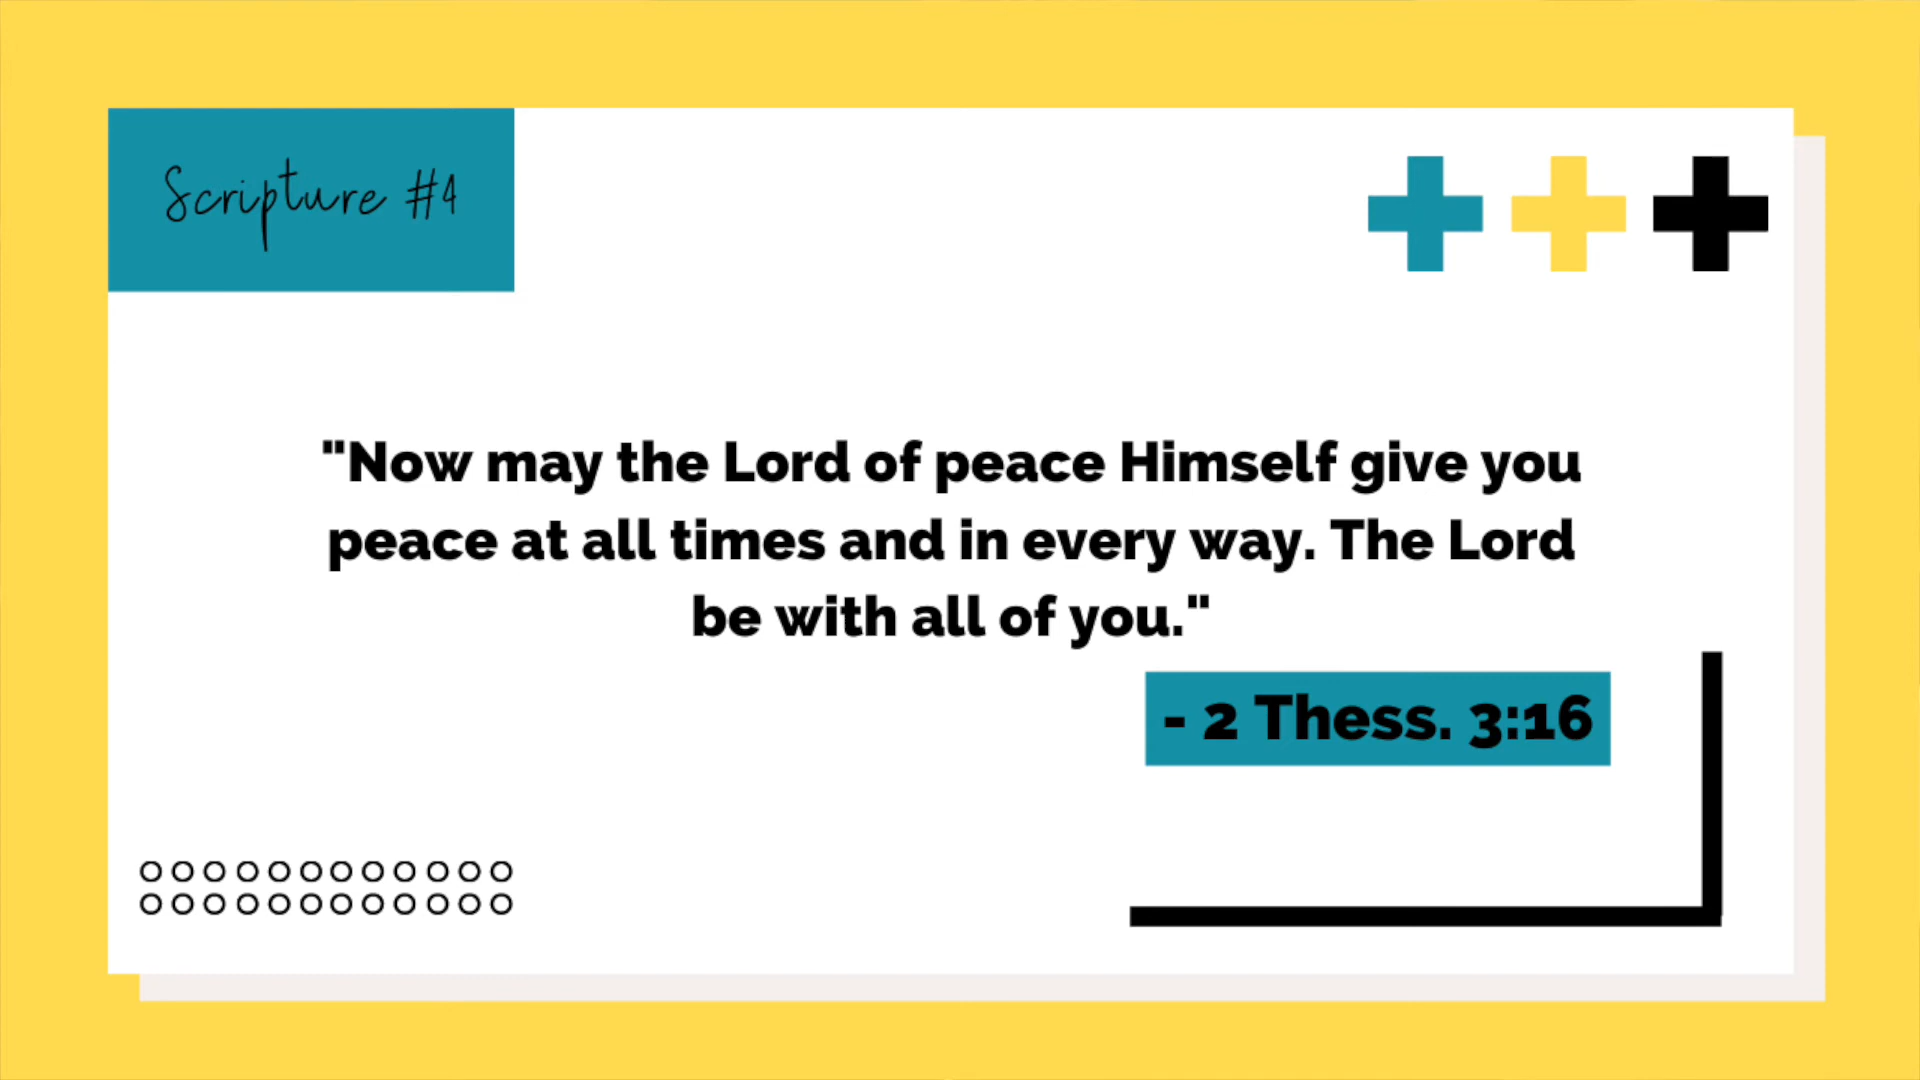 Scripture #4
"Now may the Lord of peace Himself give you
peace at all times and in every way. The Lord
be with all of you."
- 2 Thess. 3:16